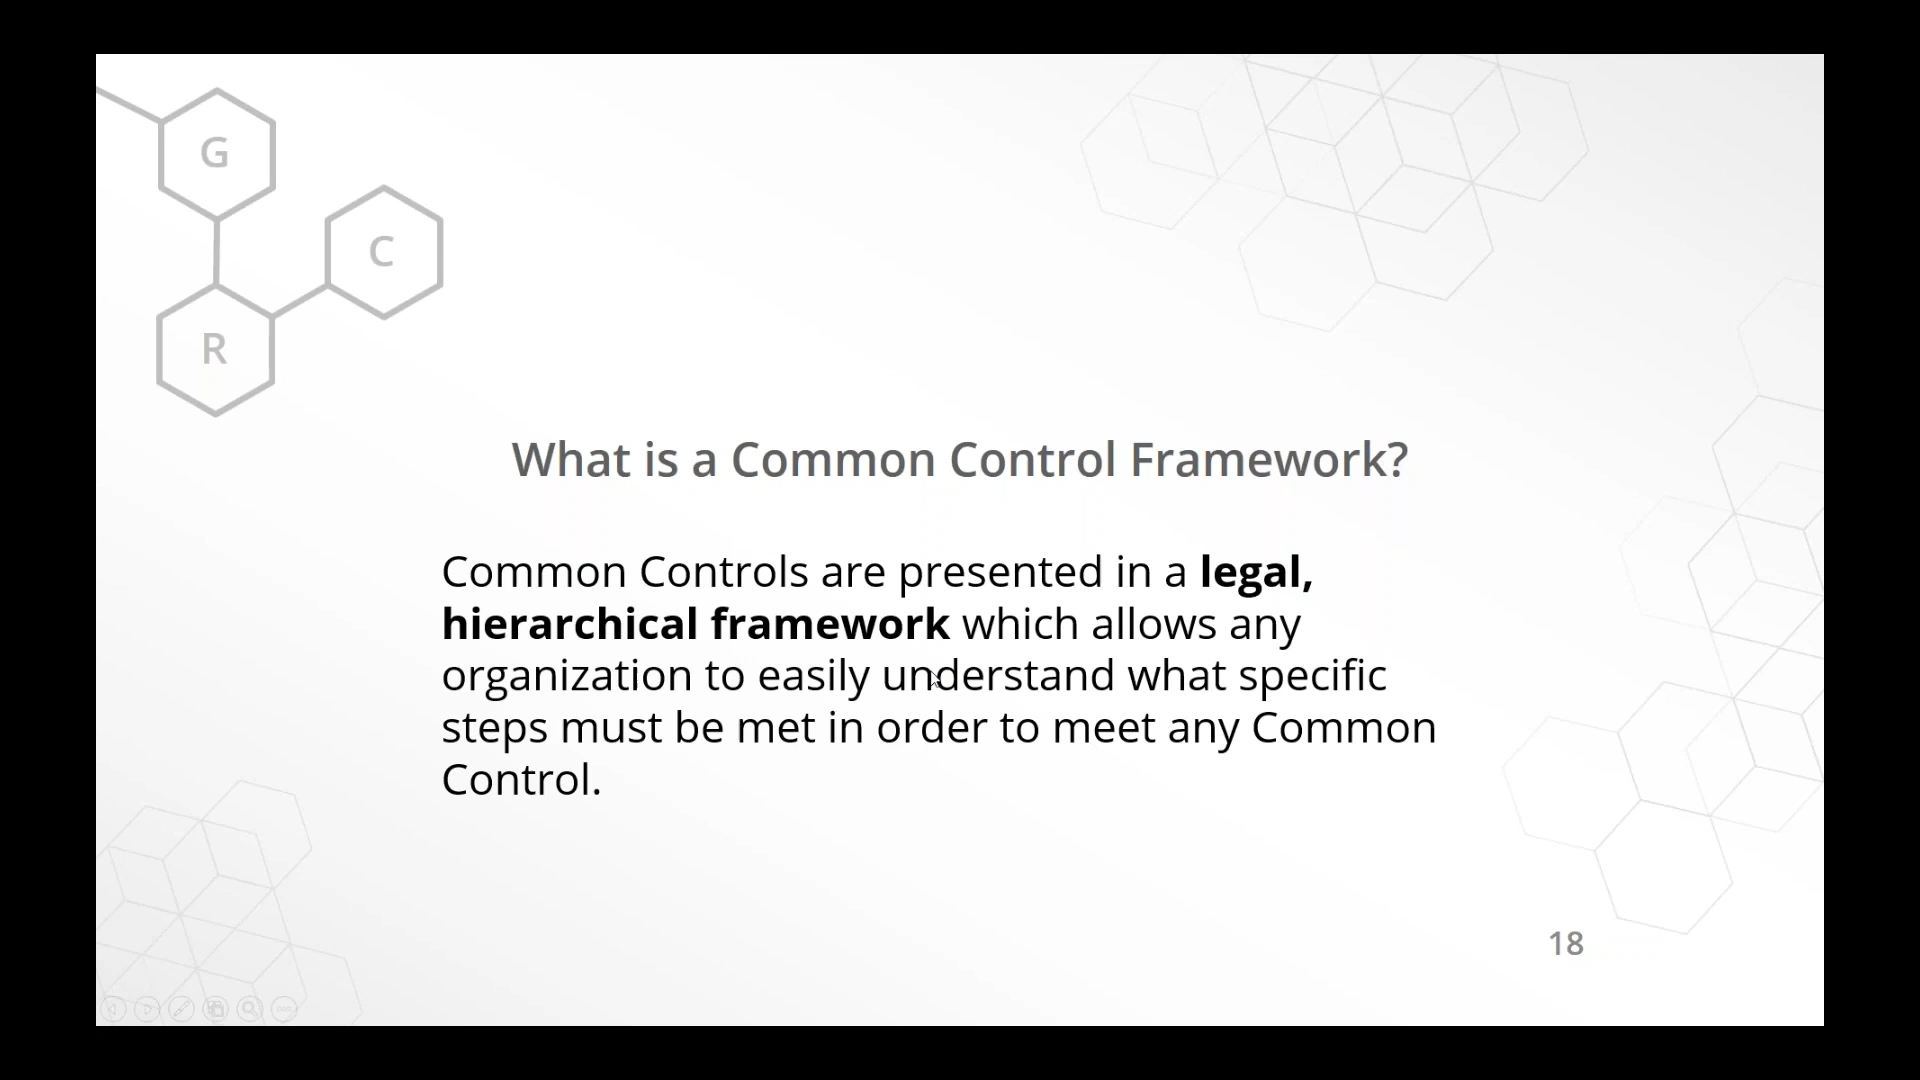 G
C
R
What is a Common Control Framework?
Common Controls are presented in a legal,
hierarchical framework which allows any
organization to easily understand what specific
steps must be met in order to meet any Common
Control.
18